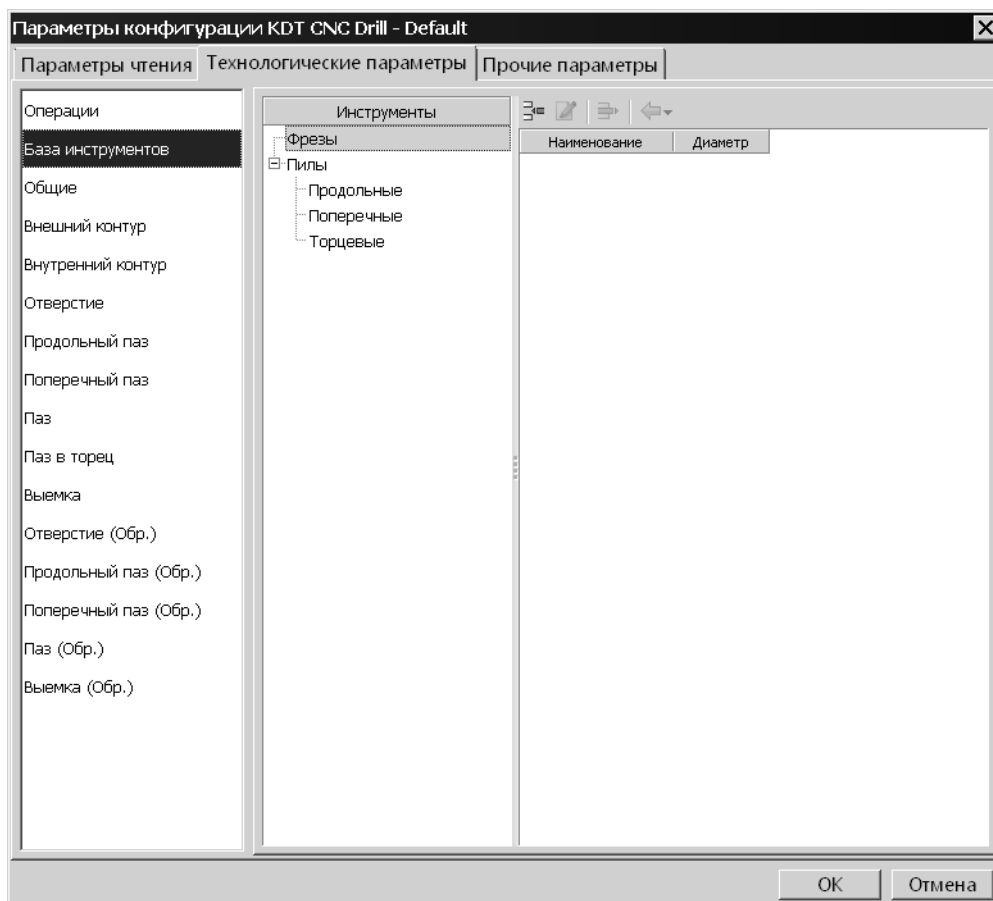 Параметры конфигурации KDT CNC Drill - Default
Параметры чтения
Технологические параметры
Прочие параметры
Операции
База инструментов
Общие
Внешний контур
Внутренний контур
Отверстие
Продольный паз
Поперечный паз
Паз
Паз в торец
Выемка
Отверстие (Обр.)
Продольный паз (Обр.)
Поперечный паз (Обр.)
Паз (Обр.)
Выемка (Обр.)
Инструменты
Фрезы
Пилы
Продольные
Поперечные
Торцевые
Наименование
Диаметр
OK
Отмена